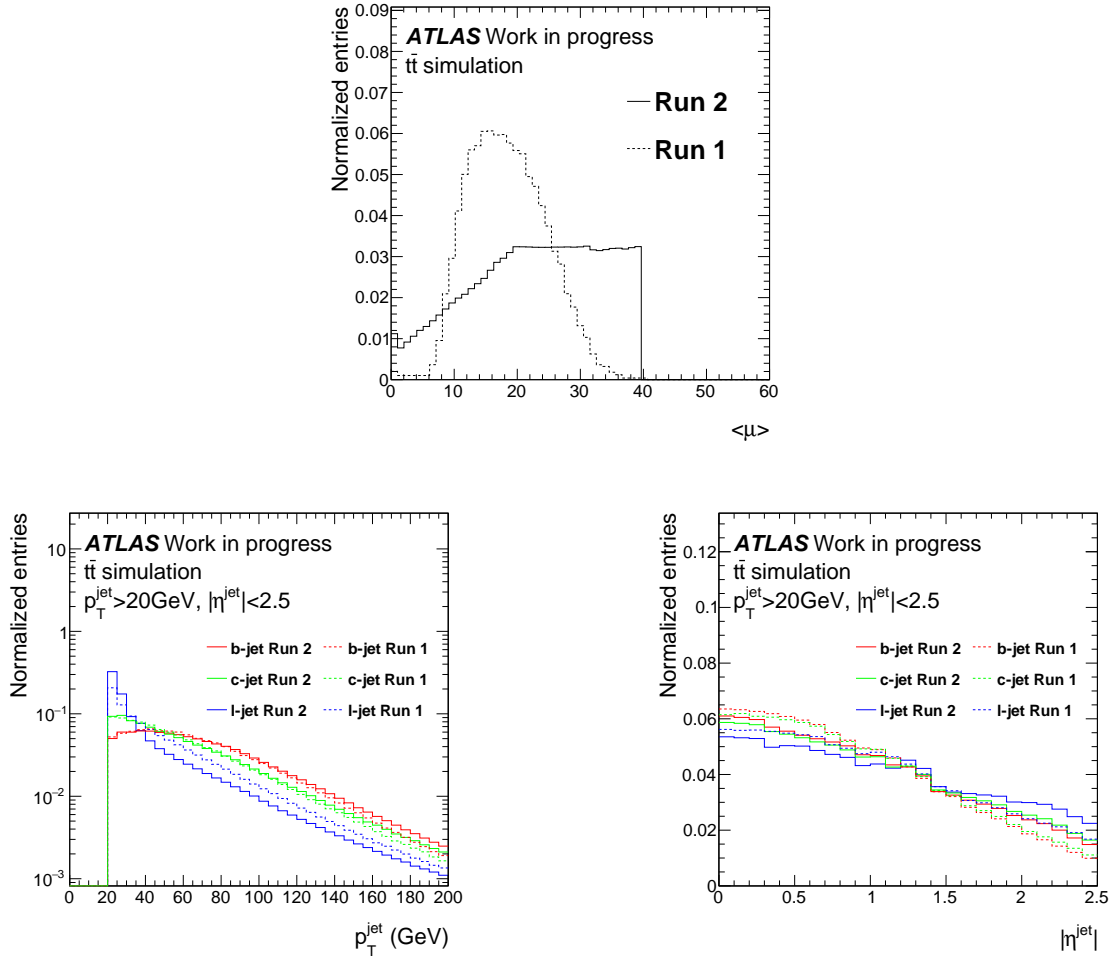 Normalized entries
0.09
0.08
0.07
0.06
0.05
0.04
0.03
0.02
0.01
0
ATLAS Work in progress
tt̄ simulation
Run 2
Run 1
0 10 20 30 40 50 60
<μ>
Normalized entries
10
1
10⁻¹
10⁻²
10⁻³
ATLAS Work in progress
tt̄ simulation
p_T^jet>20GeV, |η^jet|<2.5
b-jet Run 2 b-jet Run 1
c-jet Run 2 c-jet Run 1
l-jet Run 2 l-jet Run 1
0 20 40 60 80 100 120 140 160 180 200
p_T^jet (GeV)
Normalized entries
0.12
0.1
0.08
0.06
0.04
0.02
0
ATLAS Work in progress
tt̄ simulation
p_T^jet>20GeV, |η^jet|<2.5
b-jet Run 2 b-jet Run 1
c-jet Run 2 c-jet Run 1
l-jet Run 2 l-jet Run 1
0 0.5 1 1.5 2 2.5
|η^jet|